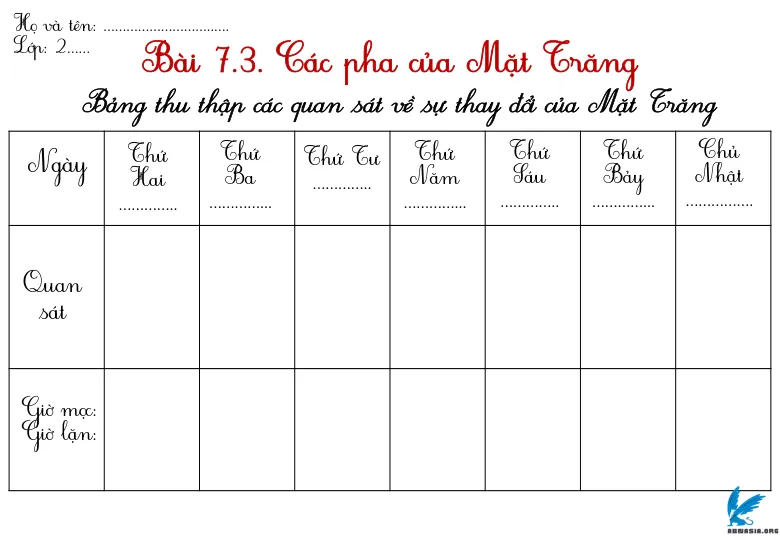 Họ và tên: .................................
Lớp: 2......
Bài 7.3. Các pha của Mặt Trăng
Bảng thu thập các quan sát về sự thay đổi của Mặt Trăng
Ngày
Thứ
Hai
..............
Thứ
Ba
...............
Thứ Tư
..............
Thứ
Năm
...............
Thứ
Sáu
..............
Thứ
Bảy
...............
Chủ
Nhật
................
Quan
sát
Giờ mọc:
Giờ lặn:
ABWASIA.ORG